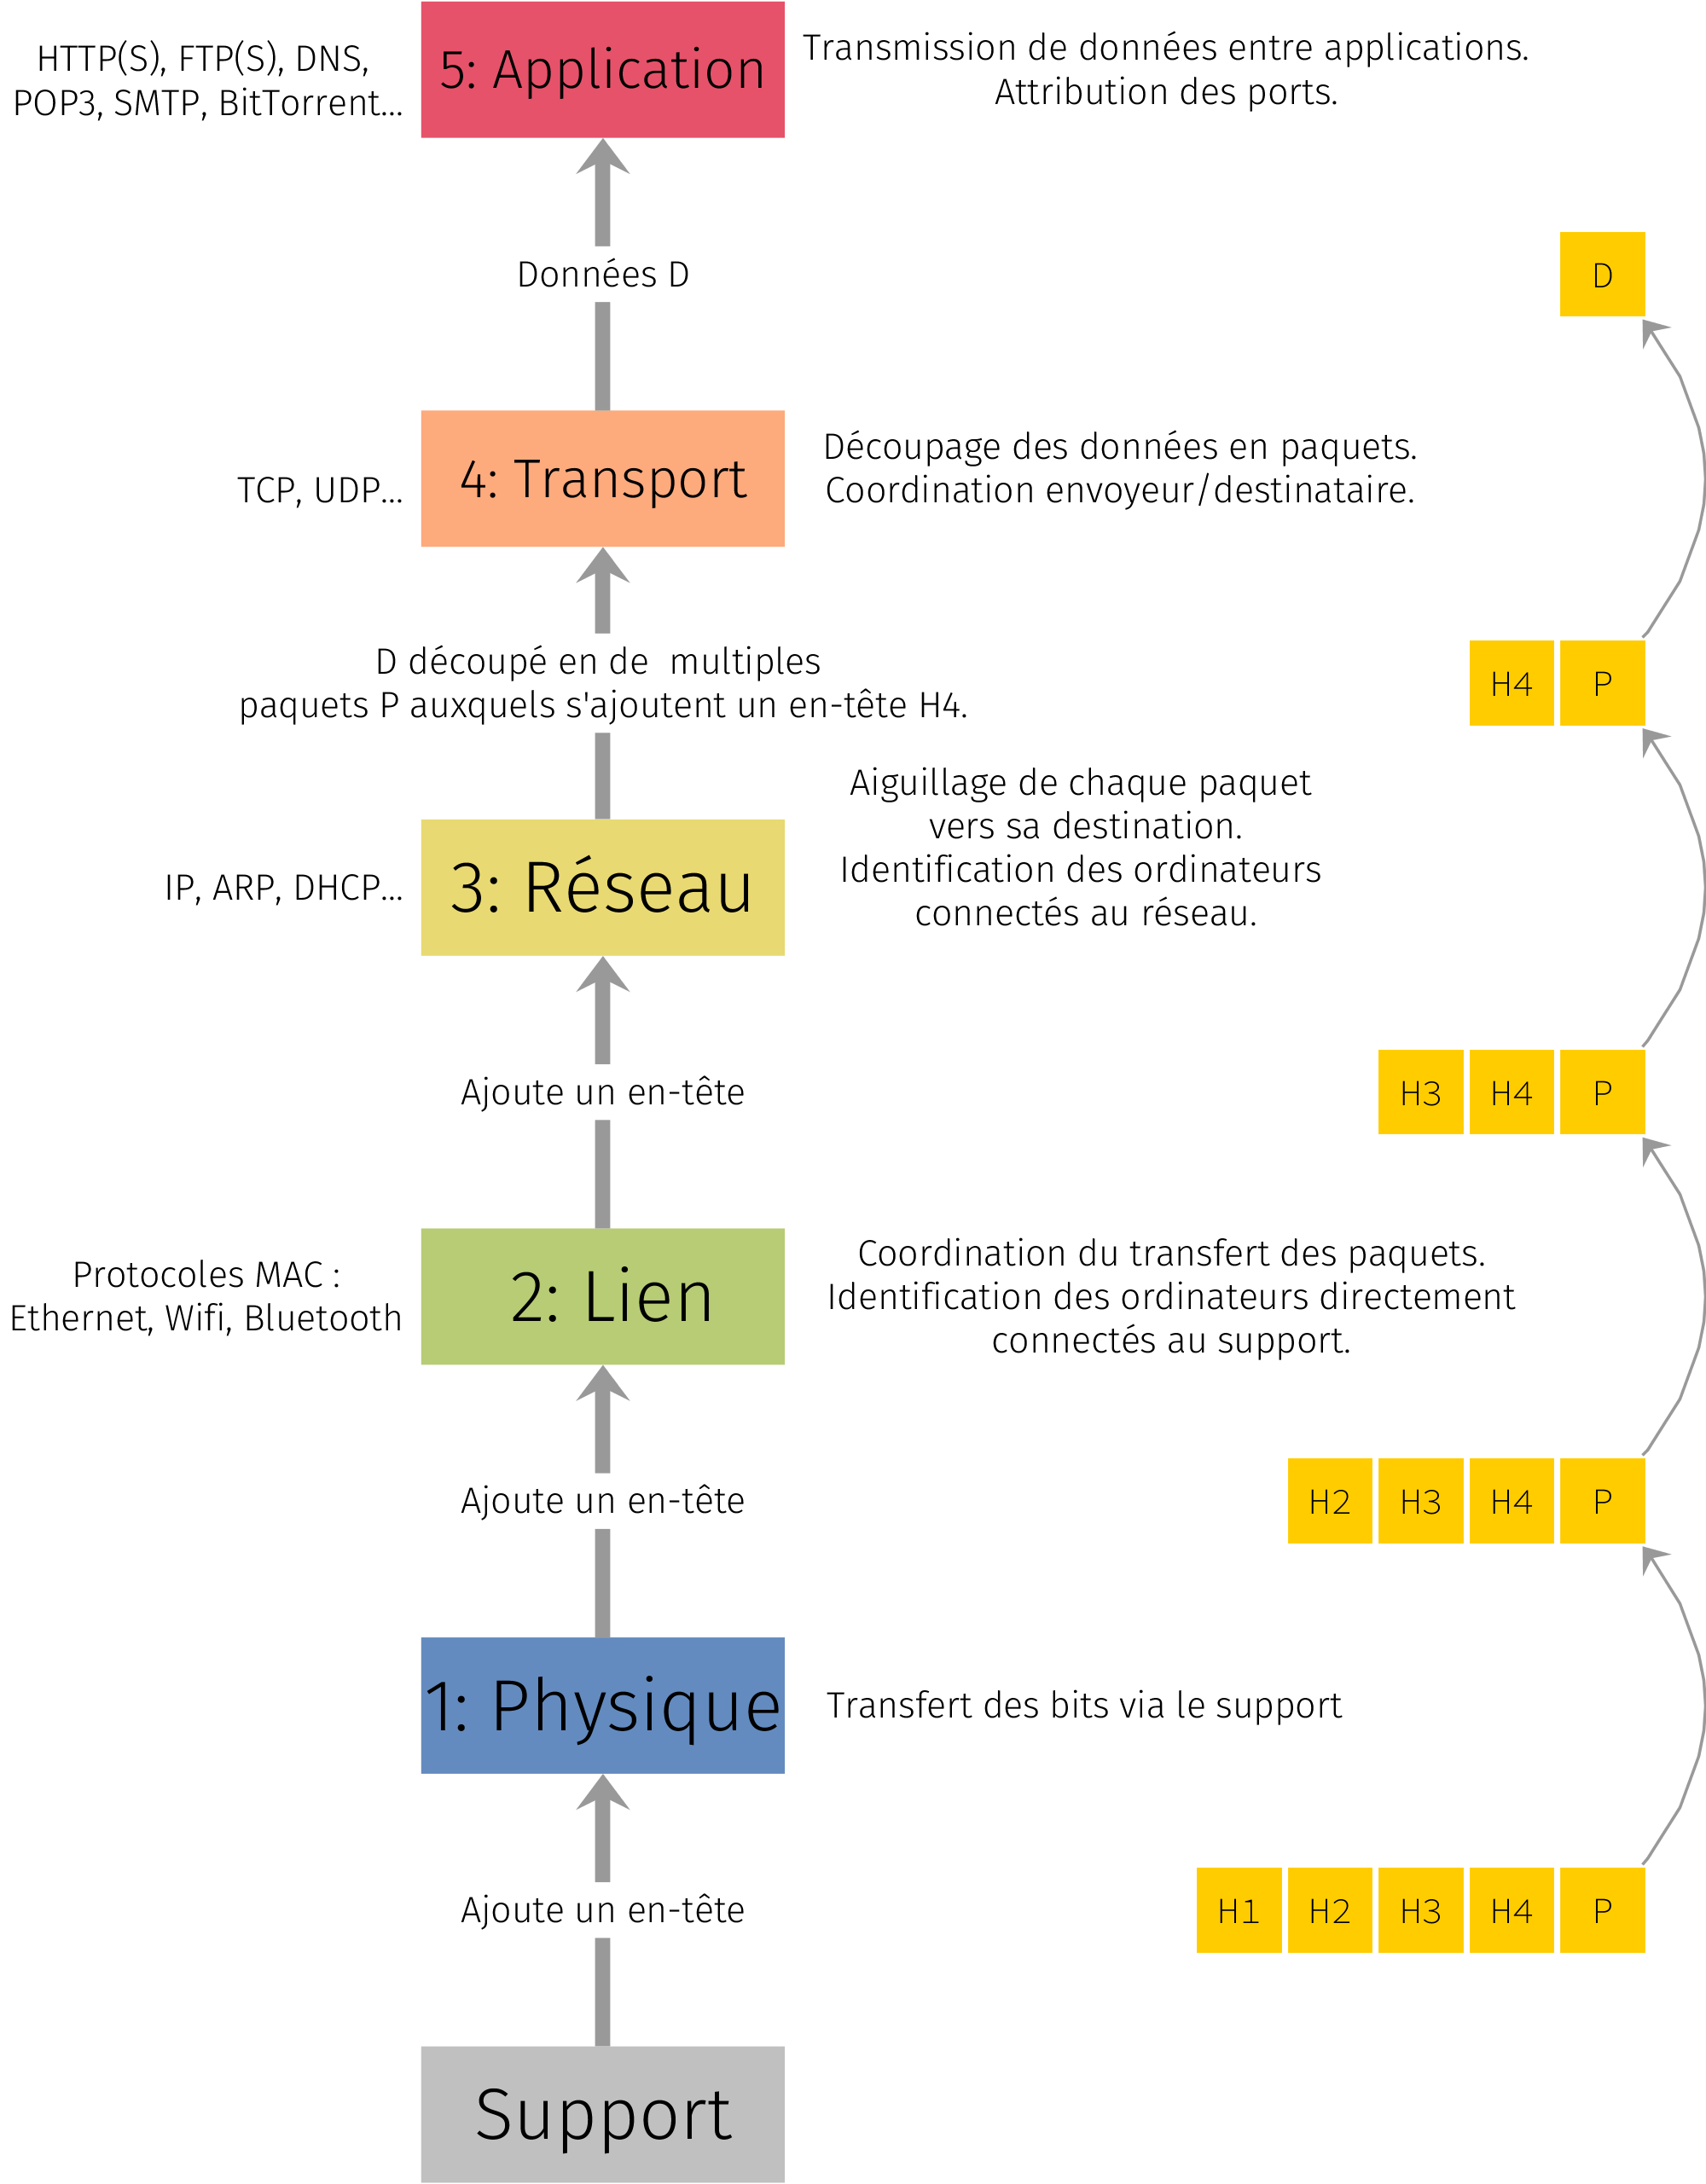 HTTP(S), FTP(S), DNS,
POP3, SMTP, BitTorrent...
5: Application
Transmission de données entre applications.
Attribution des ports.
Données D
D
TCP, UDP...
4: Transport
Découpage des données en paquets.
Coordination envoyeur/destinataire.
D découpé en de  multiples
paquets P auxquels s'ajoutent un en-tête H4.
H4 P
IP, ARP, DHCP...
3: Réseau
Aiguillage de chaque paquet
vers sa destination.
Identification des ordinateurs
connectés au réseau.
Ajoute un en-tête
H3 H4 P
Protocoles MAC :
Ethernet, Wifi, Bluetooth
2: Lien
Coordination du transfert des paquets.
Identification des ordinateurs directement
connectés au support.
Ajoute un en-tête
H2 H3 H4 P
1: Physique
Transfert des bits via le support
Ajoute un en-tête
H1 H2 H3 H4 P
Support